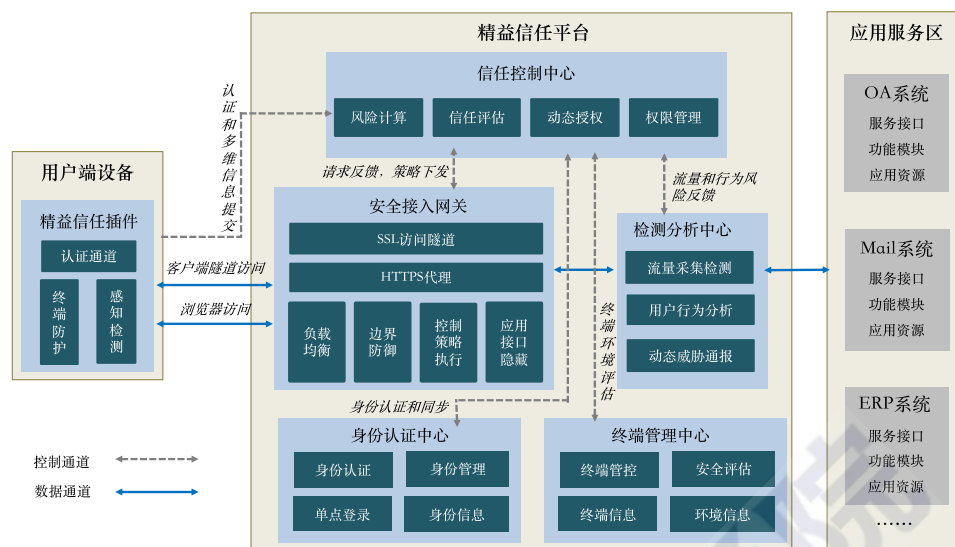 精益信任平台
应用服务区
信任控制中心
风险计算
信任评估
动态授权
权限管理
认证和多维信息提交
请求反馈，策略下发
流量和行为风
险反馈
用户端设备
精益信任插件
认证通道
终端防护
感知检测
客户端隧道访问
浏览器访问
安全接入网关
SSL访问隧道
HTTPS代理
负载
均衡
边界
防御
控制
策略
执行
应用
接口
隐藏
检测分析中心
流量采集检测
用户行为分析
动态威胁通报
终端环境评估
身份认证和同步
身份认证中心
身份认证
身份管理
单点登录
身份信息
终端管理中心
终端管控
安全评估
终端信息
环境信息
OA系统
服务接口
功能模块
应用资源
Mail系统
服务接口
功能模块
应用资源
ERP系统
服务接口
功能模块
应用资源
……
控制通道
数据通道
院